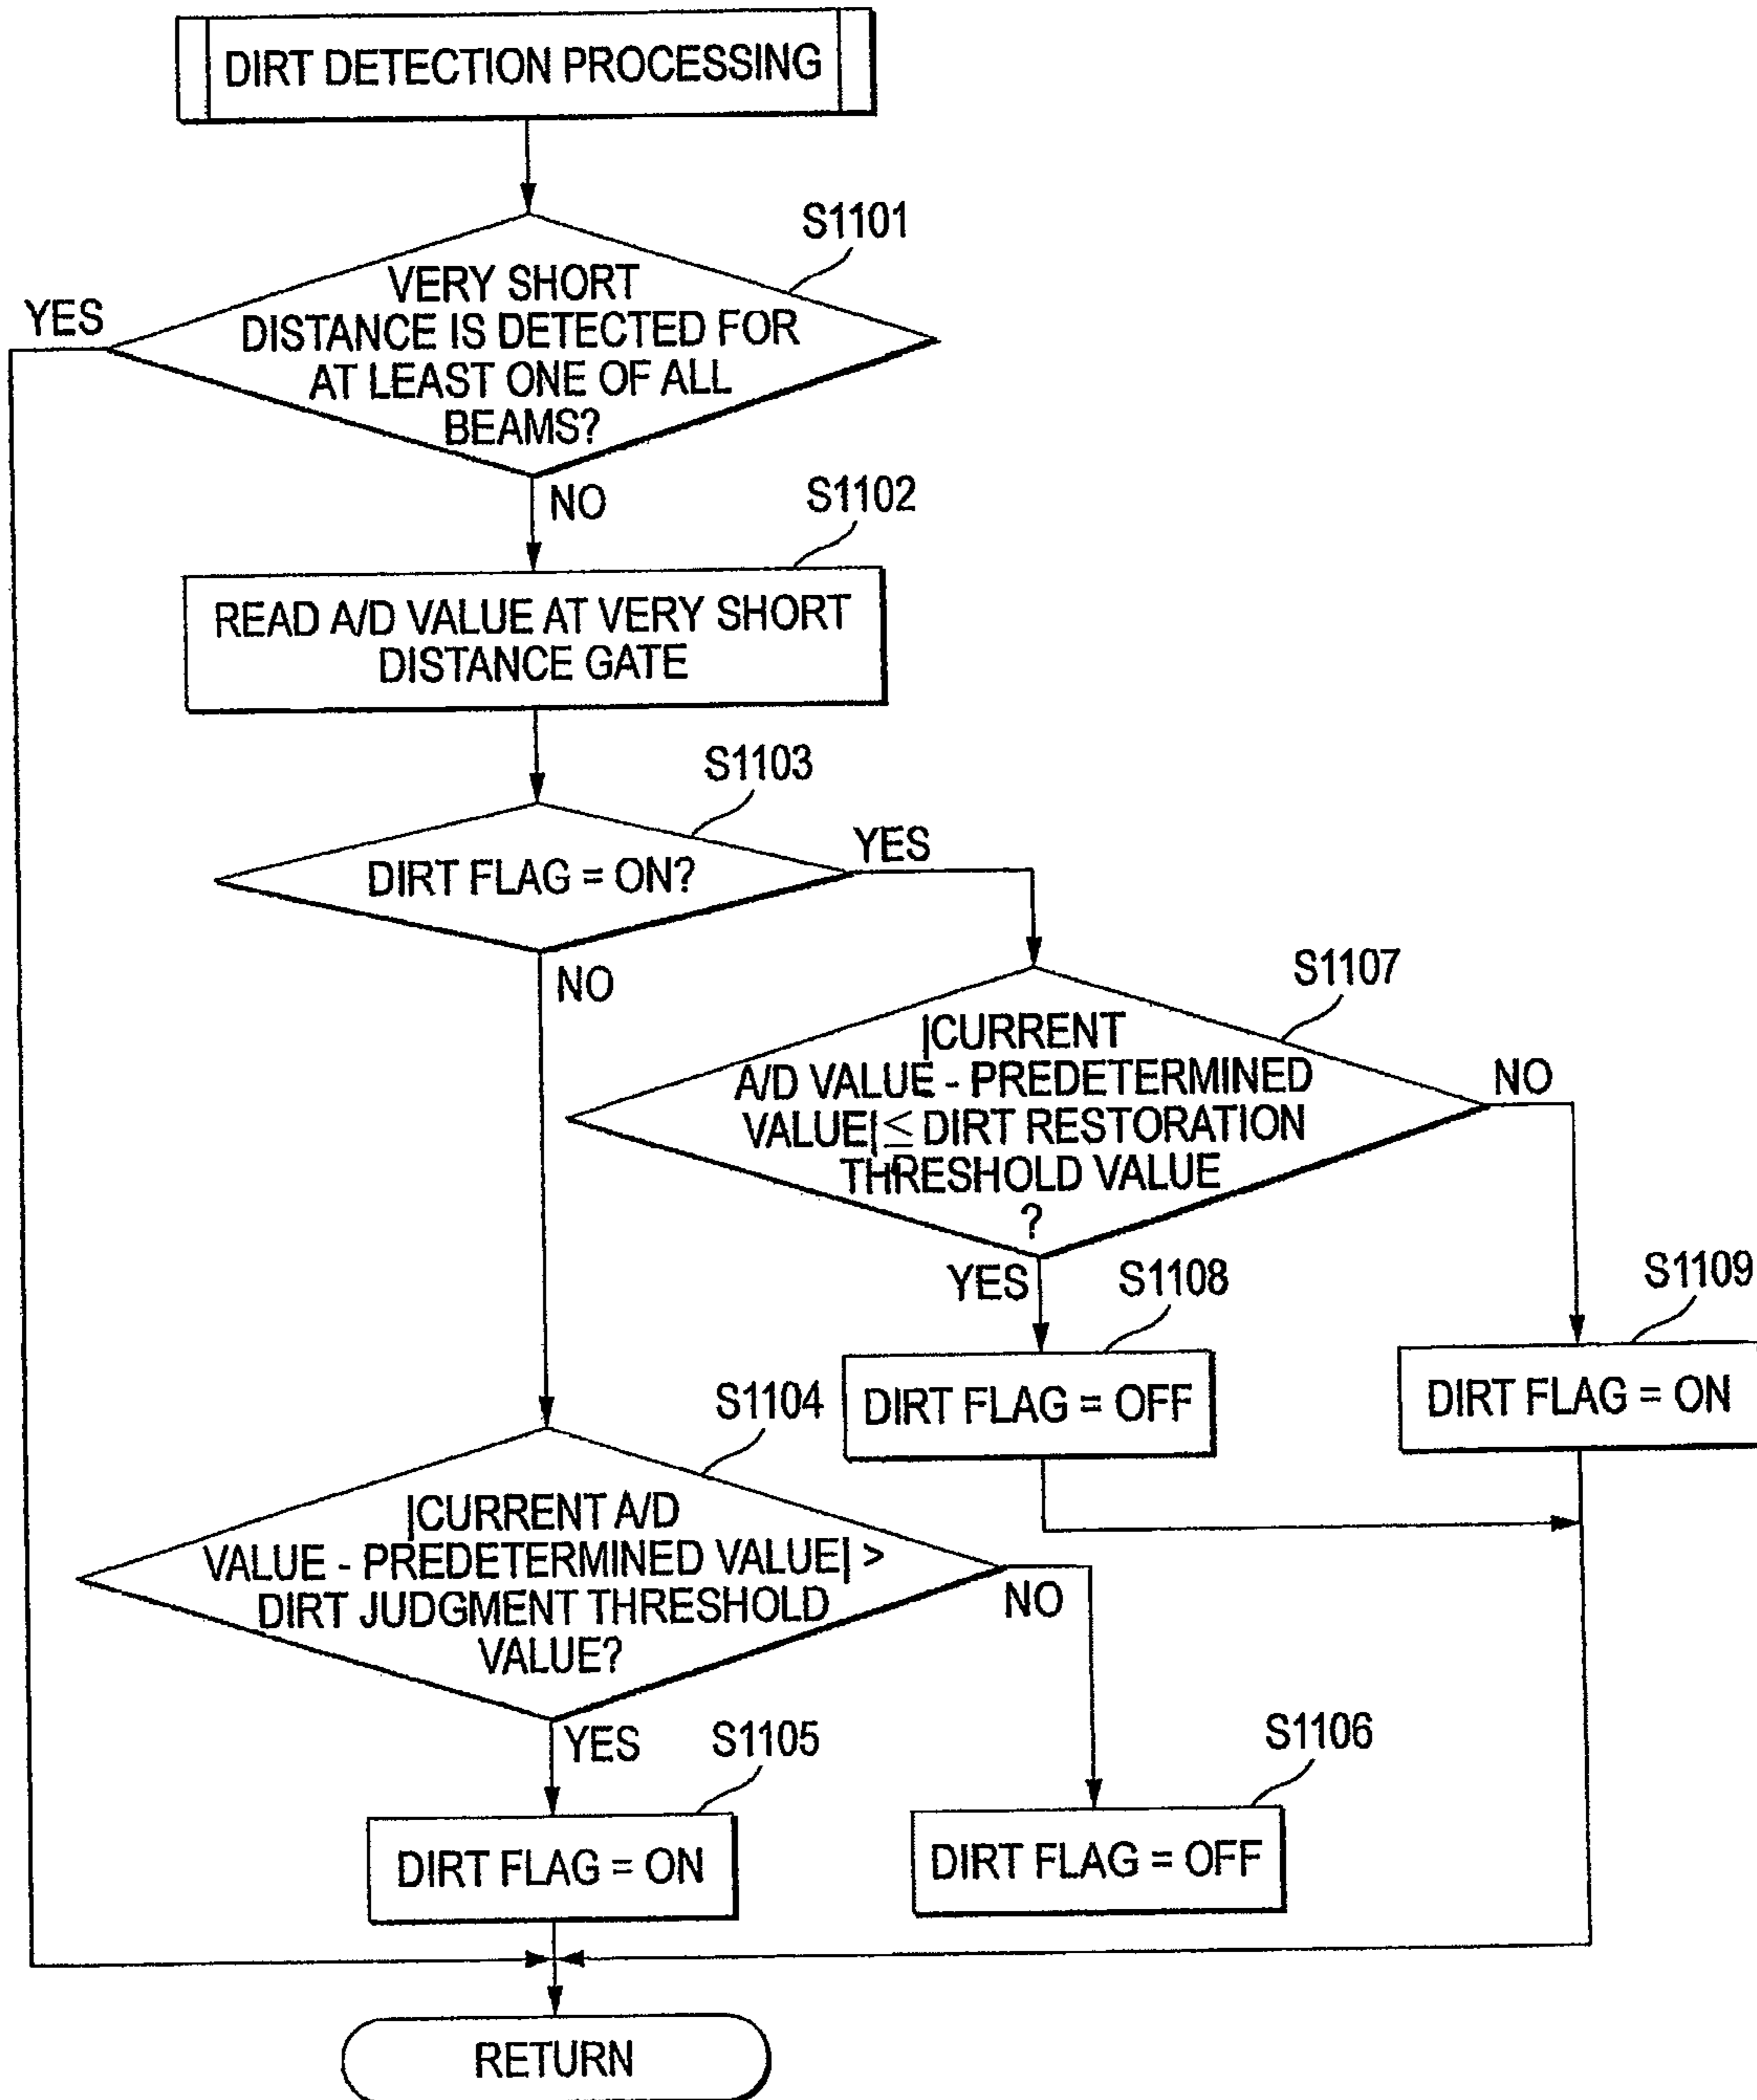 DIRT DETECTION PROCESSING
S1101
VERY SHORT
DISTANCE IS DETECTED FOR
AT LEAST ONE OF ALL
BEAMS?
YES
NO
S1102
READ A/D VALUE AT VERY SHORT
DISTANCE GATE
S1103
DIRT FLAG = ON?
YES
NO
S1107
|CURRENT
A/D VALUE - PREDETERMINED
VALUE| ≤ DIRT RESTORATION
THRESHOLD VALUE
?
NO
YES
S1108
DIRT FLAG = OFF
S1109
DIRT FLAG = ON
S1104
|CURRENT A/D
VALUE - PREDETERMINED VALUE| >
DIRT JUDGMENT THRESHOLD
VALUE?
NO
YES
S1105
DIRT FLAG = ON
S1106
DIRT FLAG = OFF
RETURN